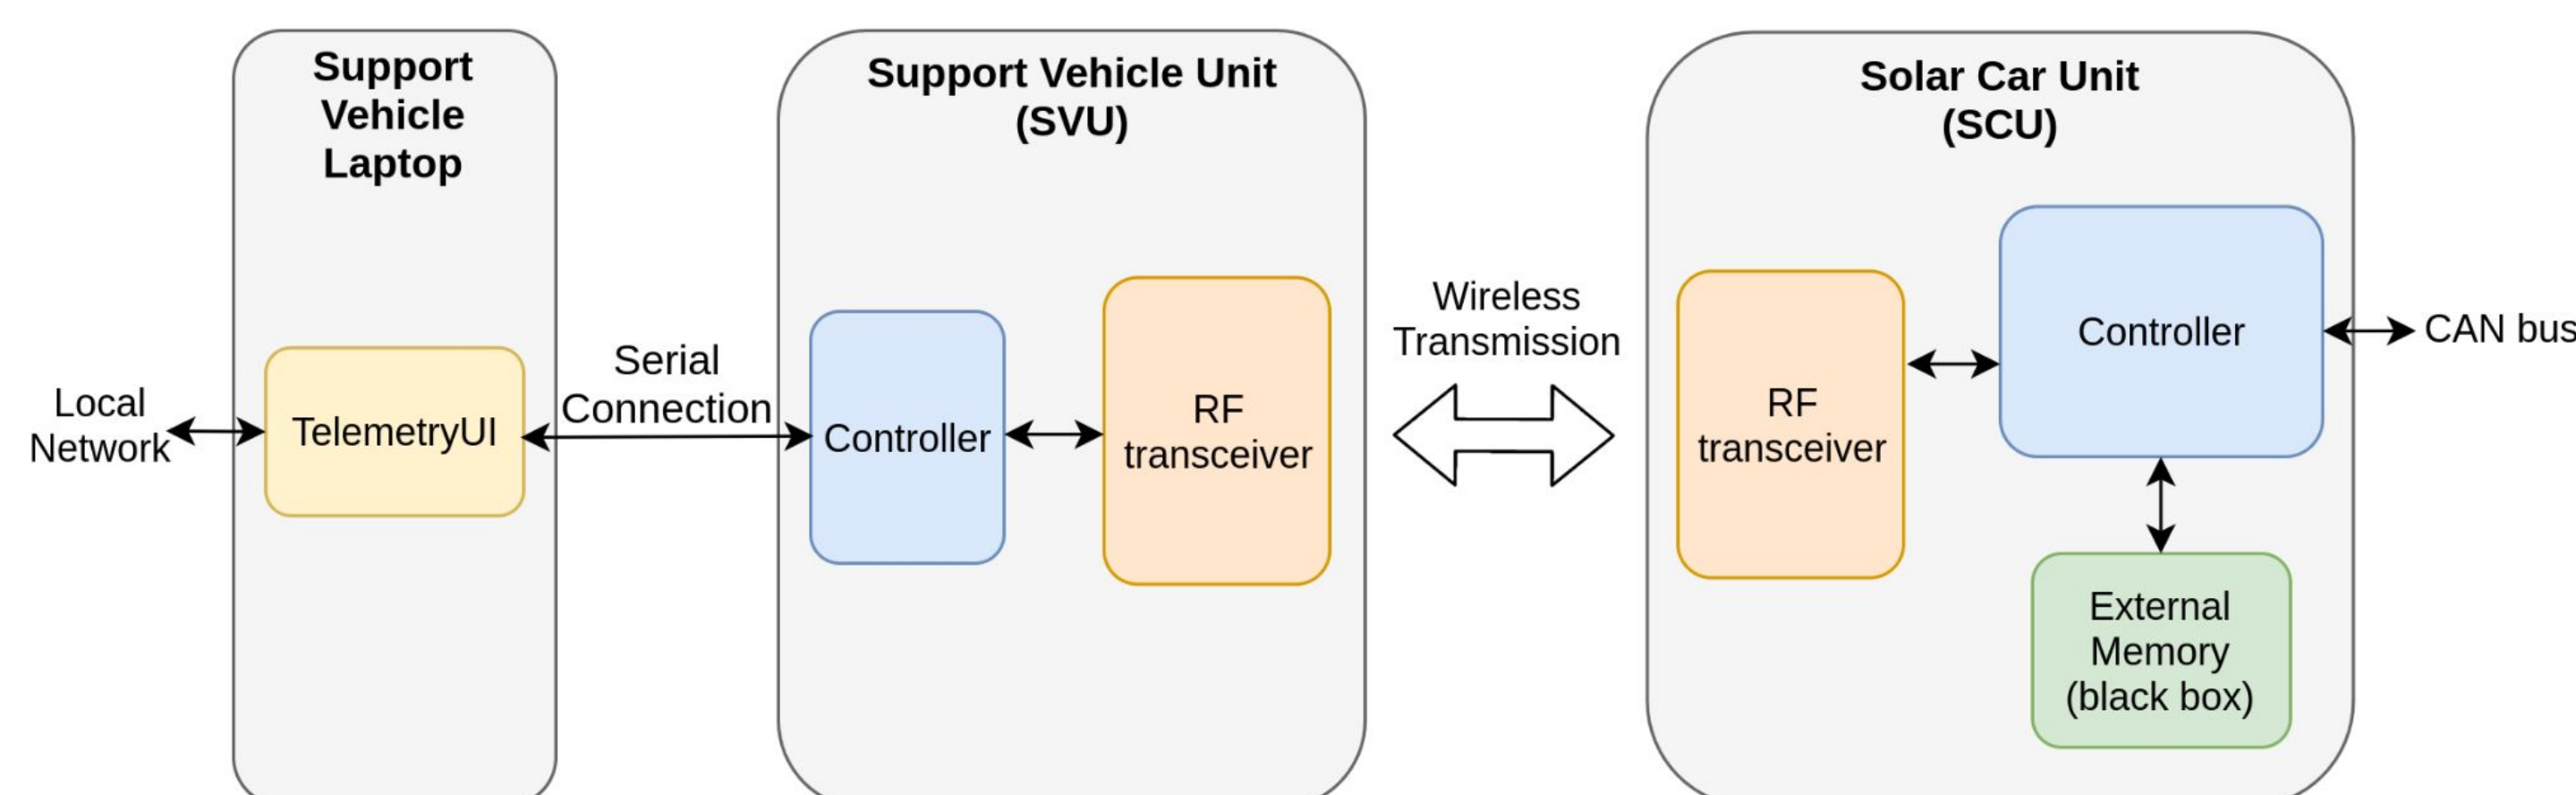 Support
Vehicle
Laptop
Local
Network
TelemetryUI
Serial
Connection
Support Vehicle Unit
(SVU)
Controller
RF
transceiver
Wireless
Transmission
Solar Car Unit
(SCU)
RF
transceiver
Controller
CAN bus
External
Memory
(black box)